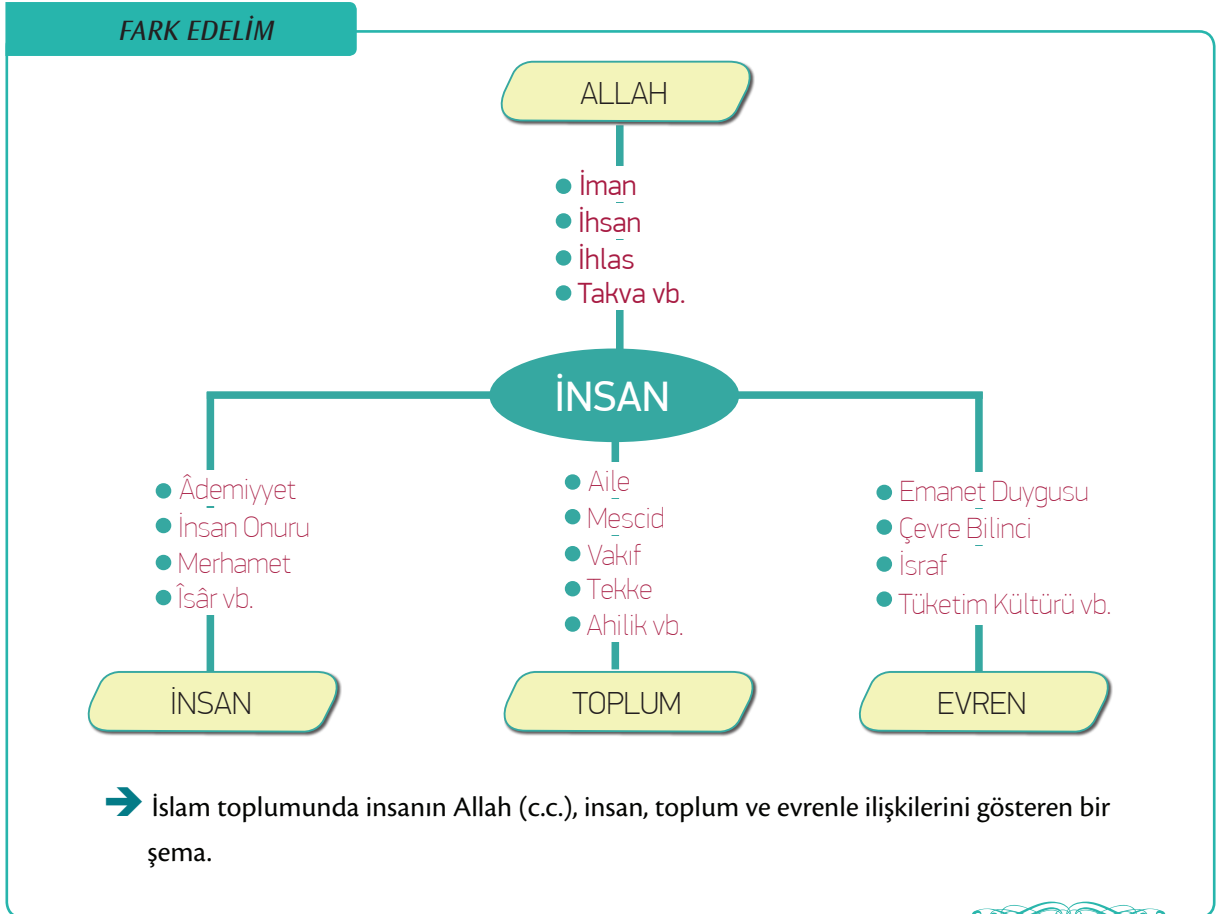 FARK EDELİM
ALLAH
● İman
● İhsan
● İhlas
● Takva vb.
İNSAN
● Âdemiyyet
● İnsan Onuru
● Merhamet
● Îsâr vb.
İNSAN
● Aile
● Mescid
● Vakıf
● Tekke
● Ahilik vb.
TOPLUM
● Emanet Duygusu
● Çevre Bilinci
● İsraf
● Tüketim Kültürü vb.
EVREN
➔ İslam toplumunda insanın Allah (c.c.), insan, toplum ve evrenle ilişkilerini gösteren bir
şema.